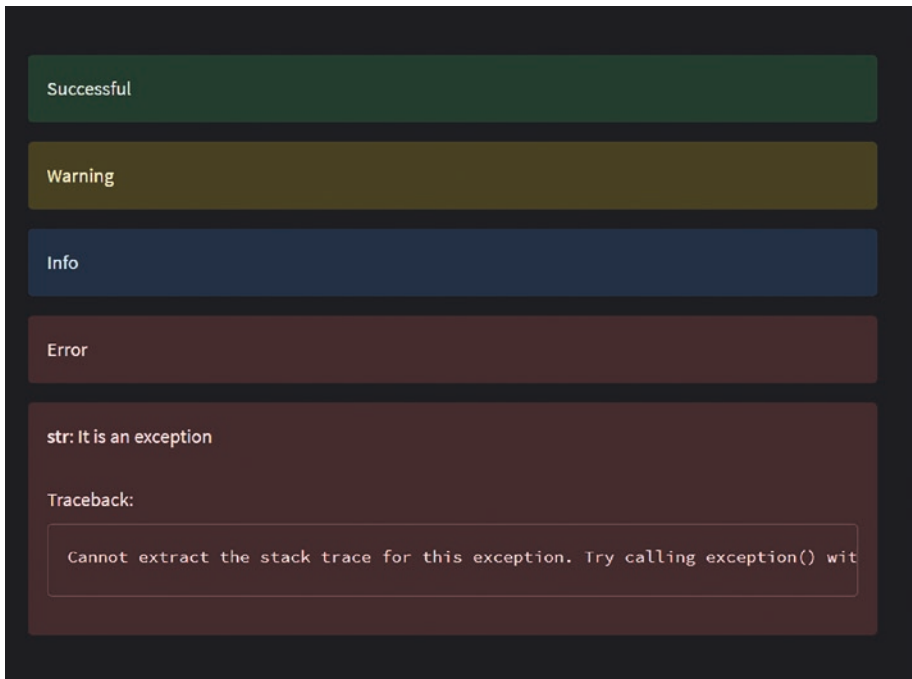 Successful
Warning
Info
Error
str: It is an exception
Traceback:
Cannot extract the stack trace for this exception. Try calling exception() wit